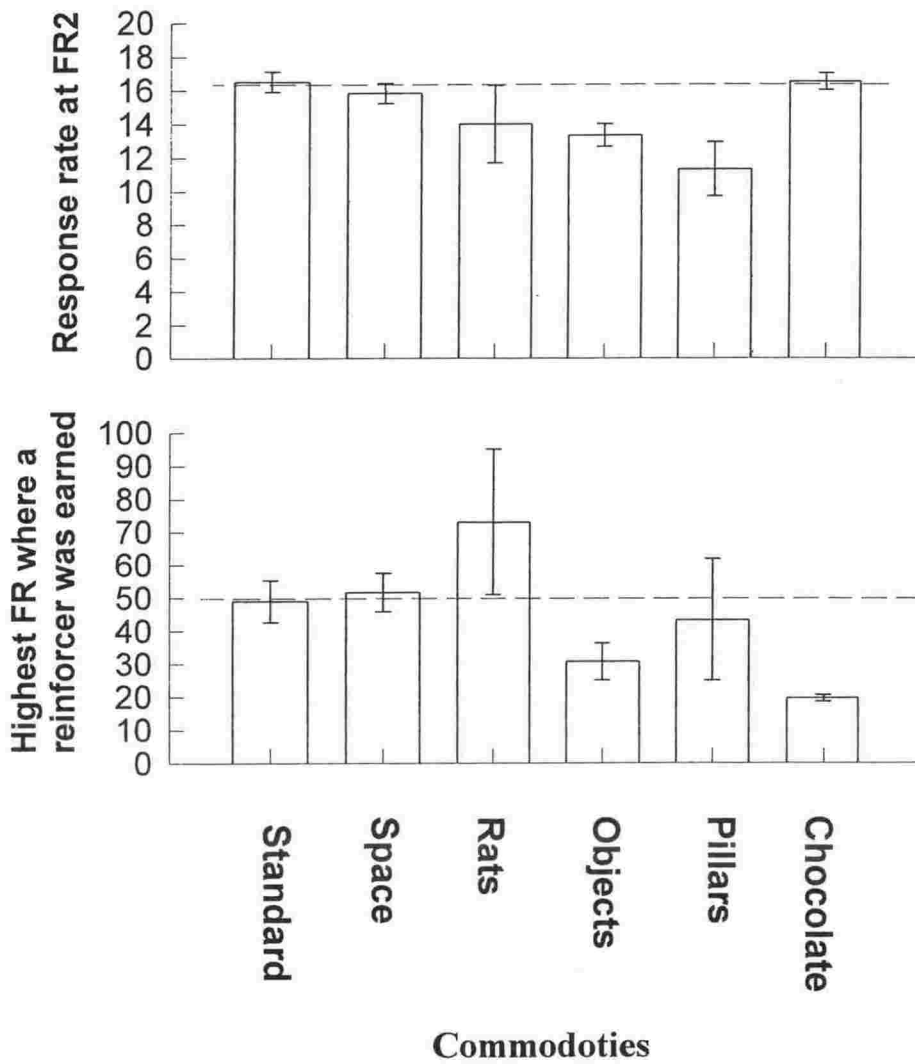 Response rate at FR2
20
18
16
14
12
10
8
6
4
2
0
Highest FR where a
reinforcer was earned
100
90
80
70
60
50
40
30
20
10
0
Standard
Space
Rats
Objects
Pillars
Chocolate
Commodoties